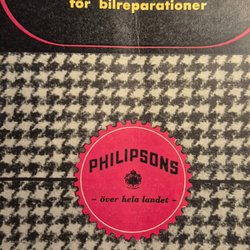 för bilreparationer
PHILIPSONS
- över hela landet -